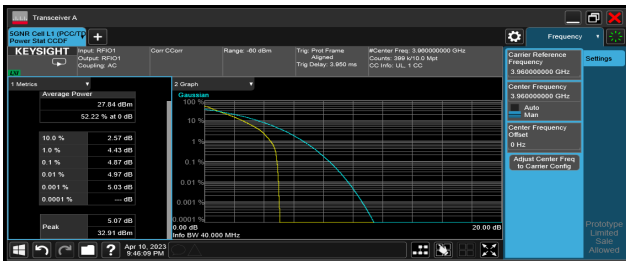 Transceiver A
5GNR Cell L1 (PCC/TD
Power Stat CCDF
Frequency
KEYSIGHT
Input: RFIO1
Output: RFIO1
Coupling: AC
Corr CCorr
Range: -60 dBm
Trig: Prot Frame
Aligned
Trig Delay: 3.950 ms
#Center Freq: 3.960000000 GHz
Counts: 399 k/10.0 Mpt
CC Info: UL, 1 CC
1 Metrics
Average Power
27.84 dBm
52.22 % at 0 dB
10.0 % 2.57 dB
1.0 % 4.43 dB
0.1 % 4.87 dB
0.01 % 4.97 dB
0.001 % 5.03 dB
0.0001 % --- dB
Peak
5.07 dB
32.91 dBm
2 Graph
Gaussian
100 %
10 %
1 %
0.1 %
0.01 %
0.001 %
0.0001 %
0.00 dB
20.00 dB
Info BW 40.000 MHz
Carrier Reference
Frequency
3.960000000 GHz
Center Frequency
3.960000000 GHz
Auto
Man
Center Frequency
Offset
0 Hz
Adjust Center Freq
to Carrier Config
Settings
Prototype
Limited
Sale
Allowed
?
Apr 10, 2023
9:46:09 PM